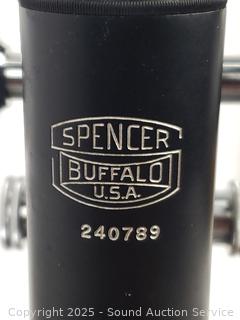 SPENCER
BUFFALO
U.S.A.
240789
Copyright 2025 - Sound Auction Service